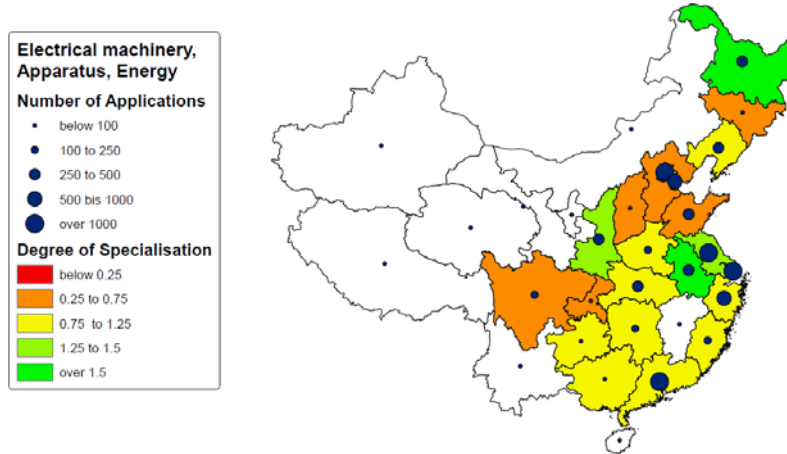 Electrical machinery,
Apparatus, Energy
Number of Applications
below 100
100 to 250
250 to 500
500 bis 1000
over 1000
Degree of Specialisation
below 0.25
0.25 to 0.75
0.75 to 1.25
1.25 to 1.5
over 1.5